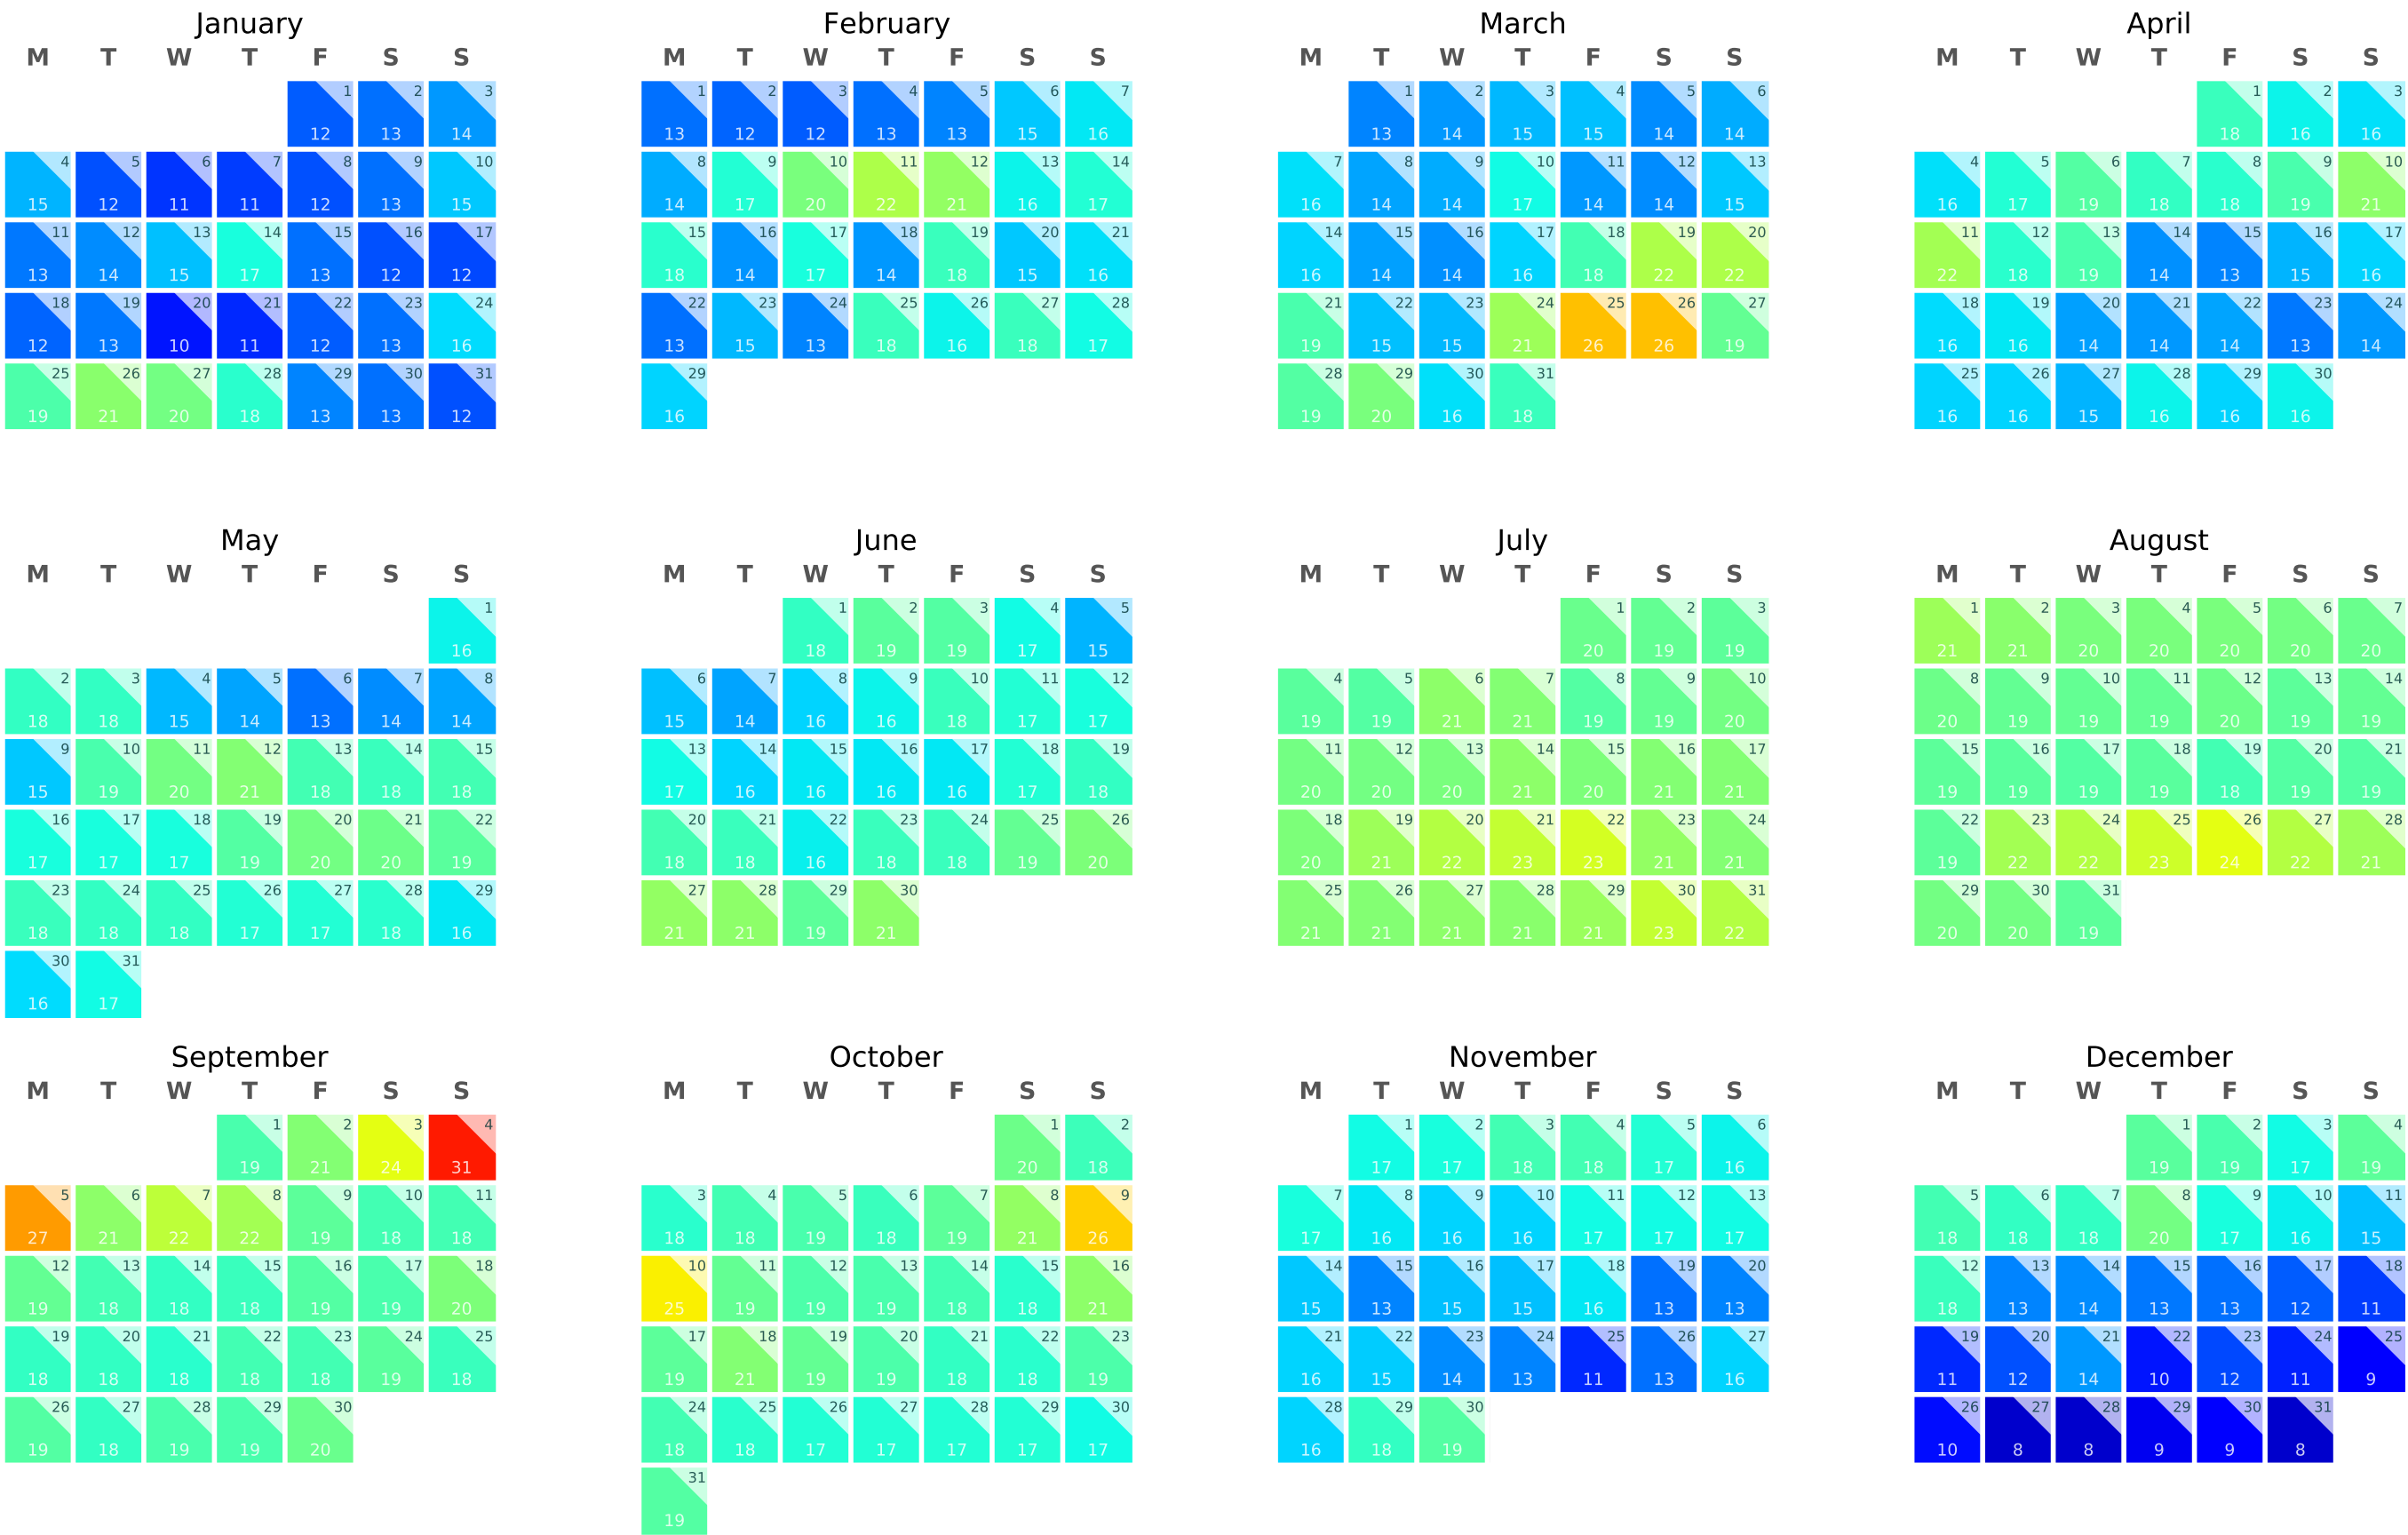 January
M T W T F S S
1 2 3
12 13 14
4 5 6 7 8 9 10
15 12 11 11 12 13 15
11 12 13 14 15 16 17
13 14 15 17 13 12 12
18 19 20 21 22 23 24
12 13 10 11 12 13 16
25 26 27 28 29 30 31
19 21 20 18 13 13 12
February
M T W T F S S
1 2 3 4 5 6 7
13 12 12 13 13 15 16
8 9 10 11 12 13 14
14 17 20 22 21 16 17
15 16 17 18 19 20 21
18 14 17 14 18 15 16
22 23 24 25 26 27 28
13 15 13 18 16 18 17
29
16
March
M T W T F S S
1 2 3 4 5 6
13 14 15 15 14 14
7 8 9 10 11 12 13
16 14 14 17 14 14 15
14 15 16 17 18 19 20
16 14 14 16 18 22 22
21 22 23 24 25 26 27
19 15 15 21 26 26 19
28 29 30 31
19 20 16 18
April
M T W T F S S
1 2 3
18 16 16
4 5 6 7 8 9 10
16 17 19 18 18 19 21
11 12 13 14 15 16 17
22 18 19 14 13 15 16
18 19 20 21 22 23 24
16 16 14 14 14 13 14
25 26 27 28 29 30
16 16 15 16 16 16
May
M T W T F S S
1
16
2 3 4 5 6 7 8
18 18 15 14 13 14 14
9 10 11 12 13 14 15
15 19 20 21 18 18 18
16 17 18 19 20 21 22
17 17 17 19 20 20 19
23 24 25 26 27 28 29
18 18 18 17 17 18 16
30 31
16 17
June
M T W T F S S
1 2 3 4 5
18 19 19 17 15
6 7 8 9 10 11 12
15 14 16 16 18 17 17
13 14 15 16 17 18 19
17 16 16 16 16 17 18
20 21 22 23 24 25 26
18 18 16 18 18 19 20
27 28 29 30
21 21 19 21
July
M T W T F S S
1 2 3
20 19 19
4 5 6 7 8 9 10
19 19 21 21 19 19 20
11 12 13 14 15 16 17
20 20 20 21 20 21 21
18 19 20 21 22 23 24
20 21 22 23 23 21 21
25 26 27 28 29 30 31
21 21 21 21 21 23 22
August
M T W T F S S
1 2 3 4 5 6 7
21 21 20 20 20 20 20
8 9 10 11 12 13 14
20 19 19 19 20 19 19
15 16 17 18 19 20 21
19 19 19 19 18 19 19
22 23 24 25 26 27 28
19 22 22 23 24 22 21
29 30 31
20 20 19
September
M T W T F S S
1 2 3 4
19 21 24 31
5 6 7 8 9 10 11
27 21 22 22 19 18 18
12 13 14 15 16 17 18
19 18 18 18 19 19 20
19 20 21 22 23 24 25
18 18 18 18 18 19 18
26 27 28 29 30
19 18 19 19 20
October
M T W T F S S
1 2
20 18
3 4 5 6 7 8 9
18 18 19 18 19 21 26
10 11 12 13 14 15 16
25 19 19 19 18 18 21
17 18 19 20 21 22 23
19 21 19 19 18 18 19
24 25 26 27 28 29 30
18 18 17 17 17 17 17
31
19
November
M T W T F S S
1 2 3 4 5 6
17 17 18 18 17 16
7 8 9 10 11 12 13
17 16 16 16 17 17 17
14 15 16 17 18 19 20
15 13 15 15 16 13 13
21 22 23 24 25 26 27
16 15 14 13 11 13 16
28 29 30
16 18 19
December
M T W T F S S
1 2 3 4
19 19 17 19
5 6 7 8 9 10 11
18 18 18 20 17 16 15
12 13 14 15 16 17 18
18 13 14 13 13 12 11
19 20 21 22 23 24 25
11 12 14 10 12 11 9
26 27 28 29 30 31
10 8 8 9 9 8